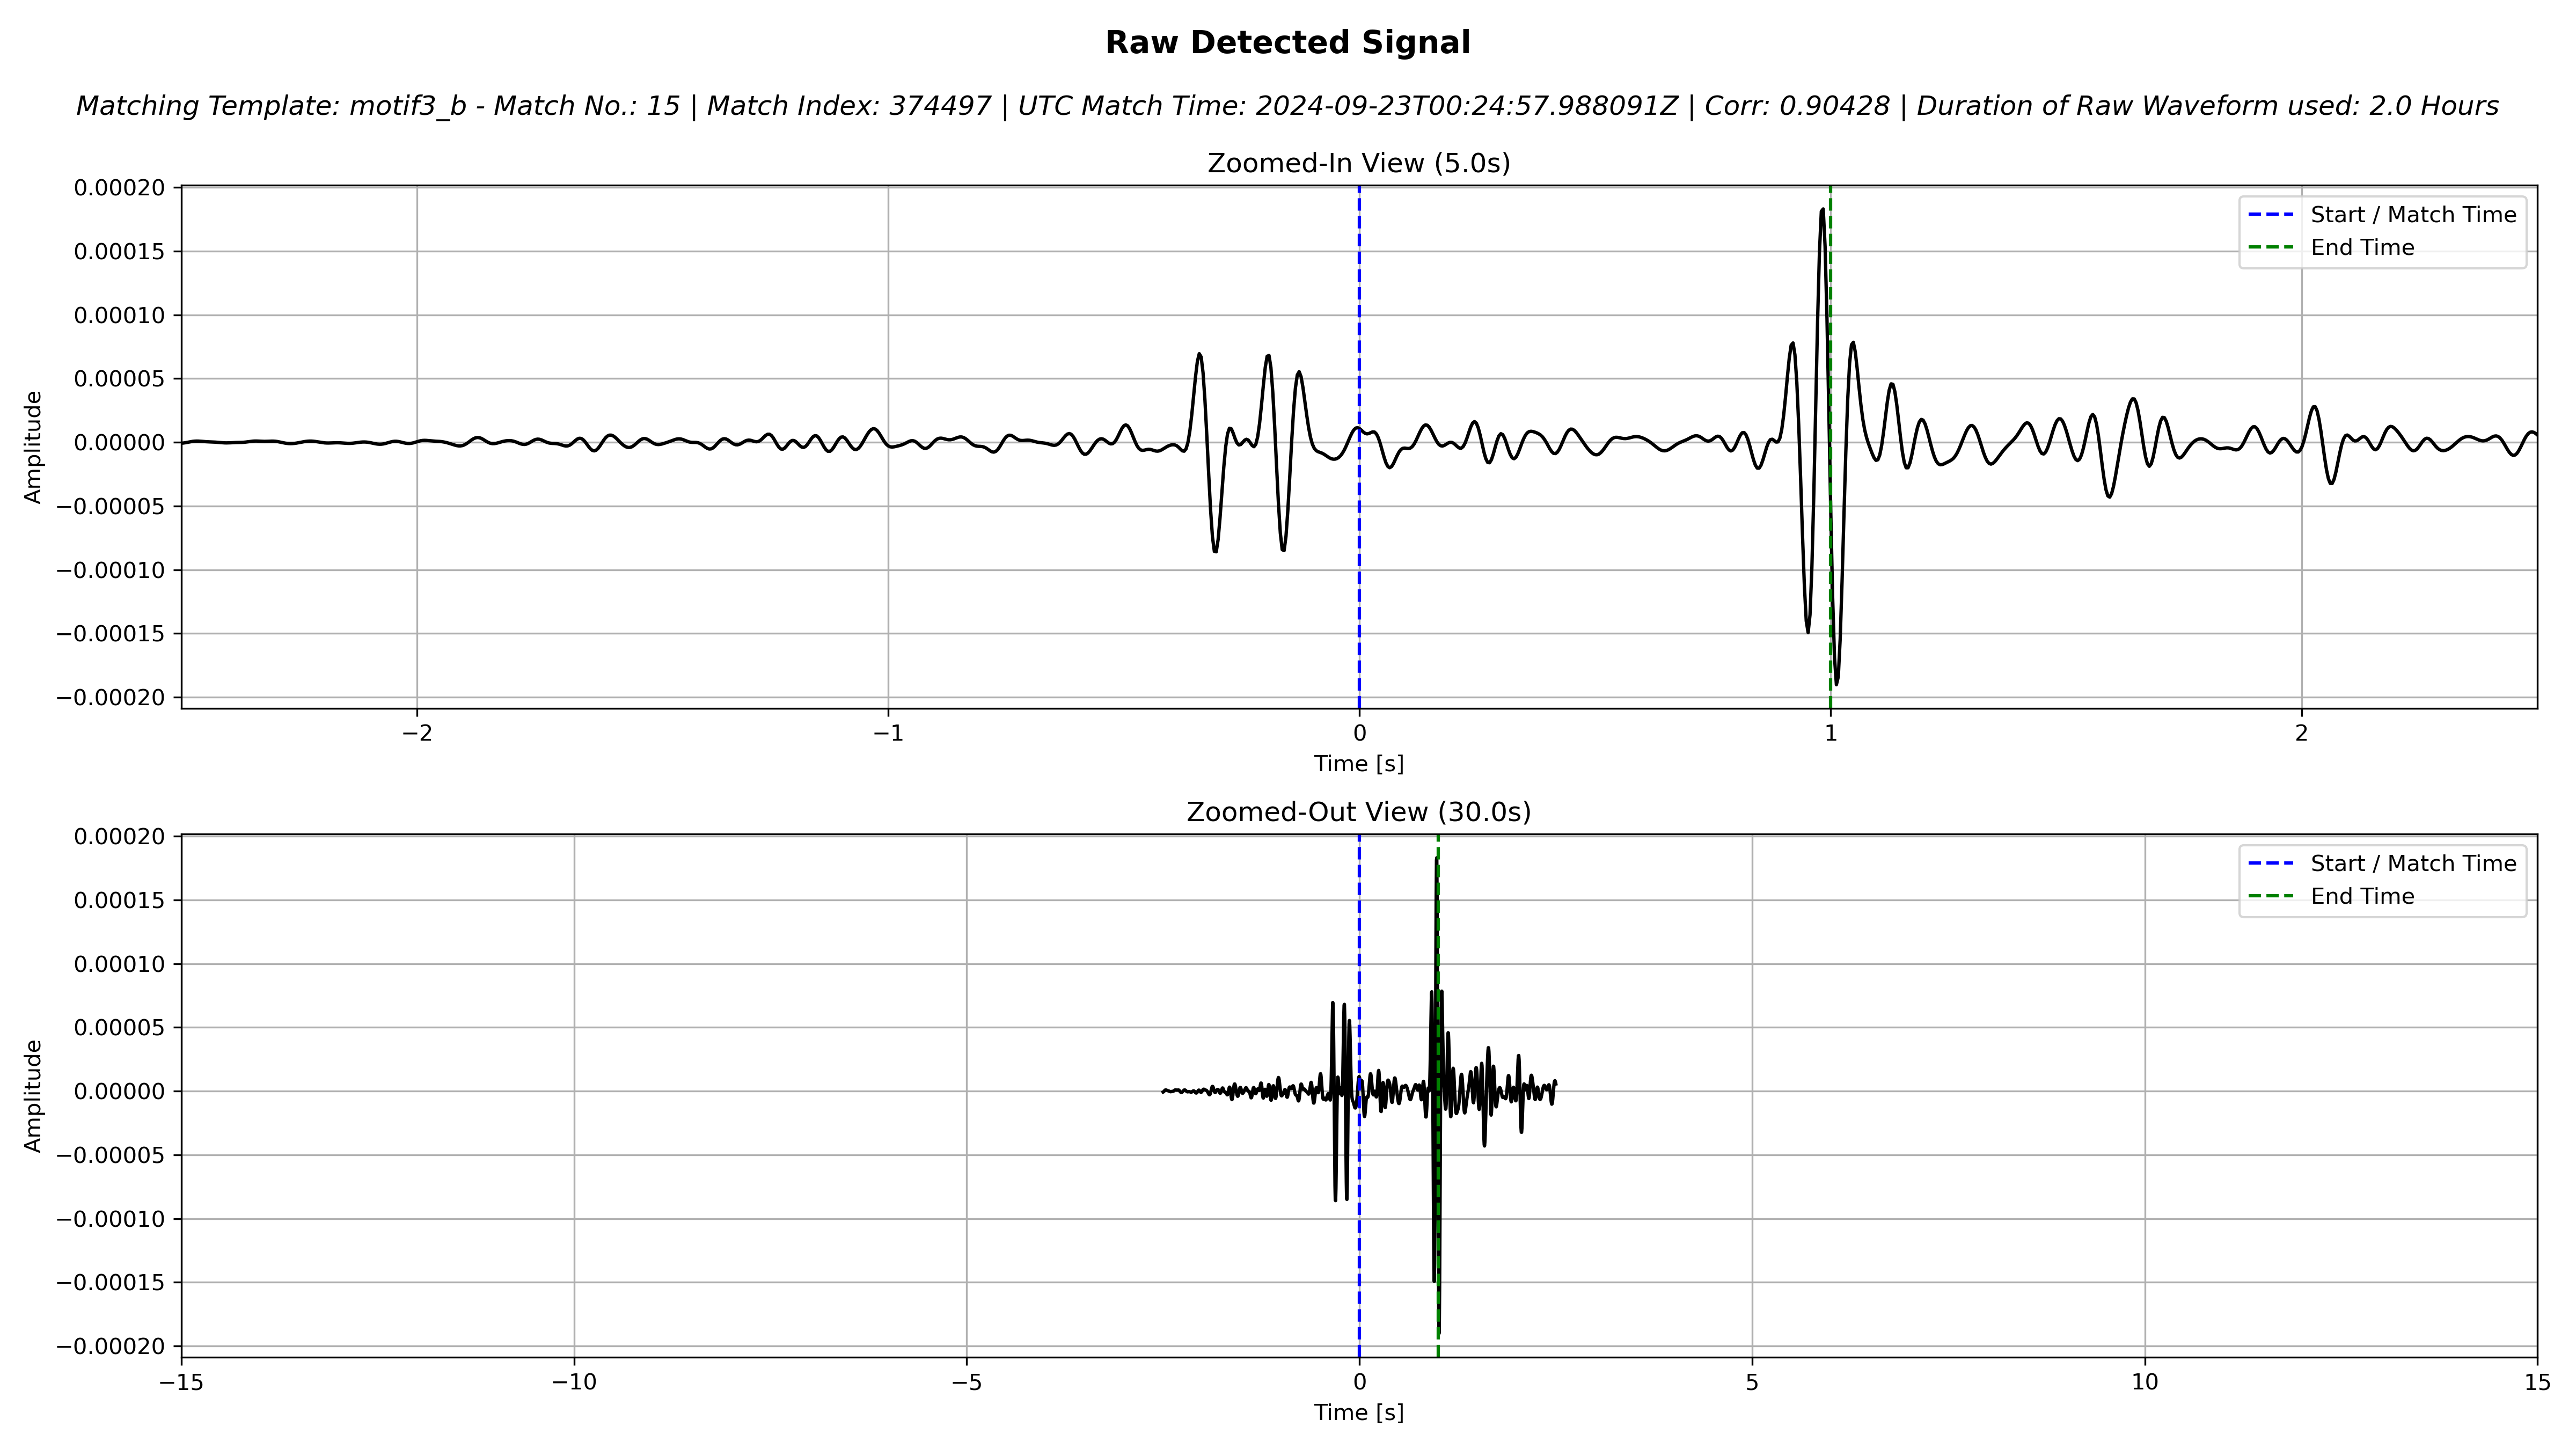 Raw Detected Signal
Matching Template: motif3_b - Match No.: 15 | Match Index: 374497 | UTC Match Time: 2024-09-23T00:24:57.988091Z | Corr: 0.90428 | Duration of Raw Waveform used: 2.0 Hours
Zoomed-In View (5.0s)
0.00020
0.00015
0.00010
0.00005
0.00000
−0.00005
−0.00010
−0.00015
−0.00020
Amplitude
Start / Match Time
End Time
−2 −1 0 1 2
Time [s]
Zoomed-Out View (30.0s)
0.00020
0.00015
0.00010
0.00005
0.00000
−0.00005
−0.00010
−0.00015
−0.00020
Amplitude
Start / Match Time
End Time
−15 −10 −5 0 5 10 15
Time [s]